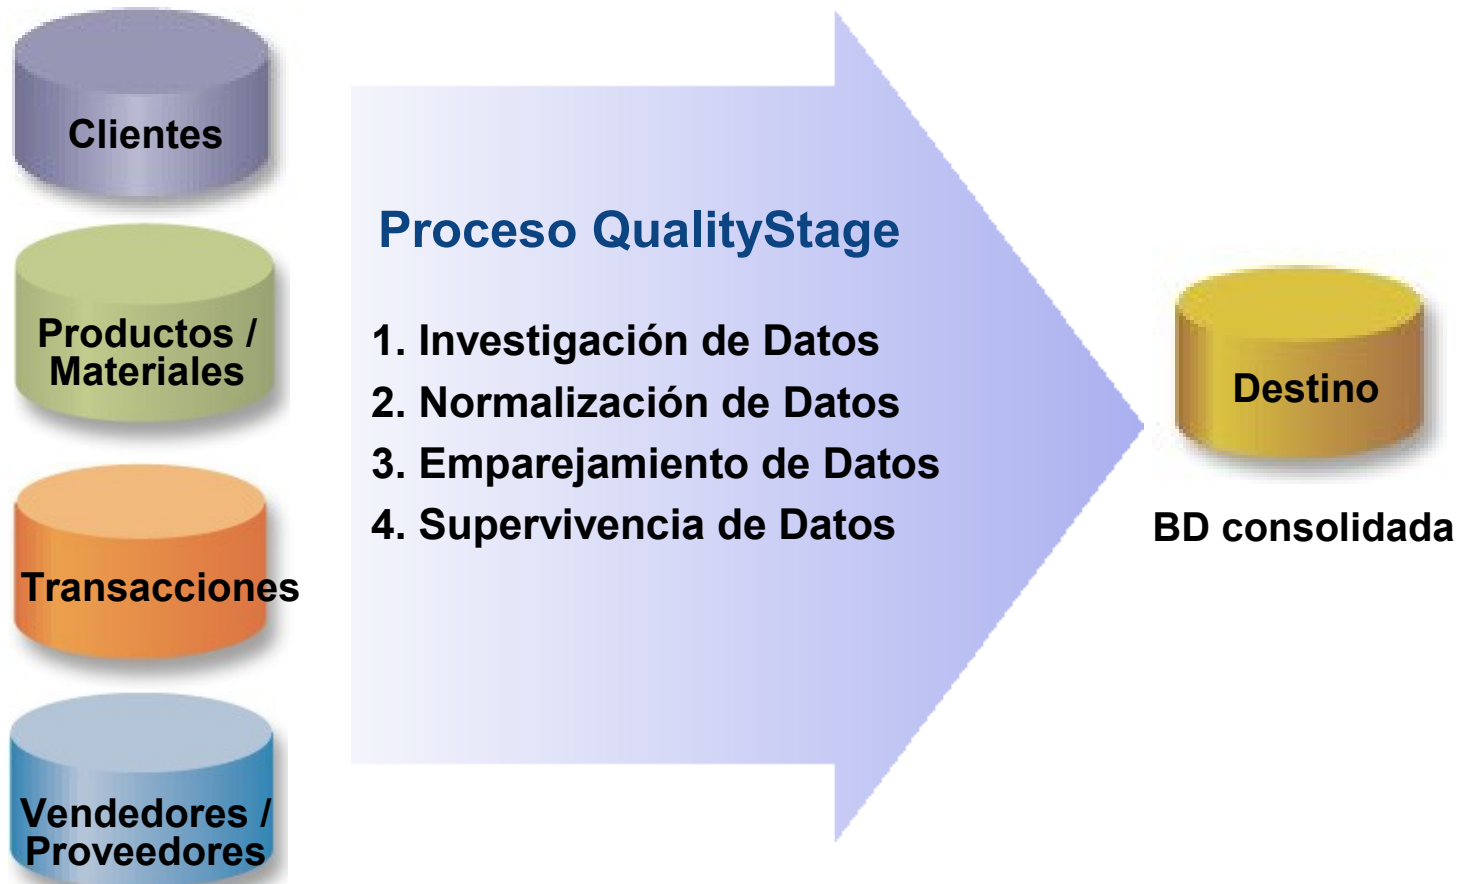 Clientes
Productos /
Materiales
Transacciones
Vendedores /
Proveedores
Proceso QualityStage
1. Investigación de Datos
2. Normalización de Datos
3. Emparejamiento de Datos
4. Supervivencia de Datos
Destino
BD consolidada